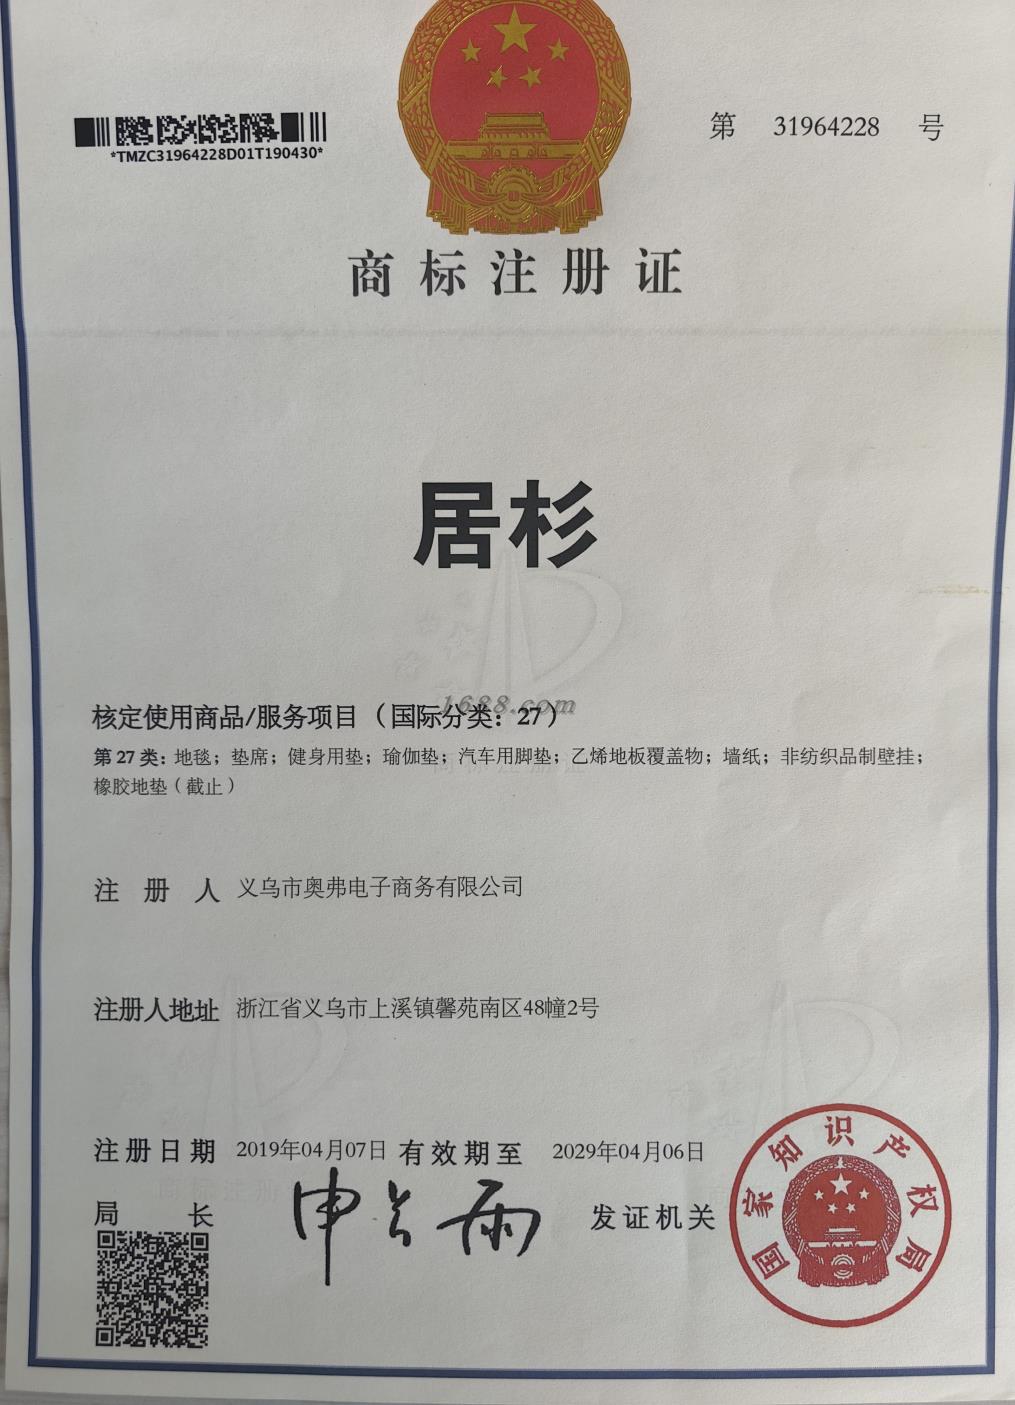 第 31964228 号
*TMZC31964228D01T190430*
商标注册证
居杉
1688.com
核定使用商品/服务项目（国际分类：27）
第27类：地毯；垫席；健身用垫；瑜伽垫；汽车用脚垫；乙烯地板覆盖物；墙纸；非纺织品制壁挂；
橡胶地垫（截止）
注册人 义乌市奥弗电子商务有限公司
注册人地址 浙江省义乌市上溪镇馨苑南区48幢2号
注册日期 2019年04月07日 有效期至 2029年04月06日
局长 申长雨 发证机关
国家知识产权局